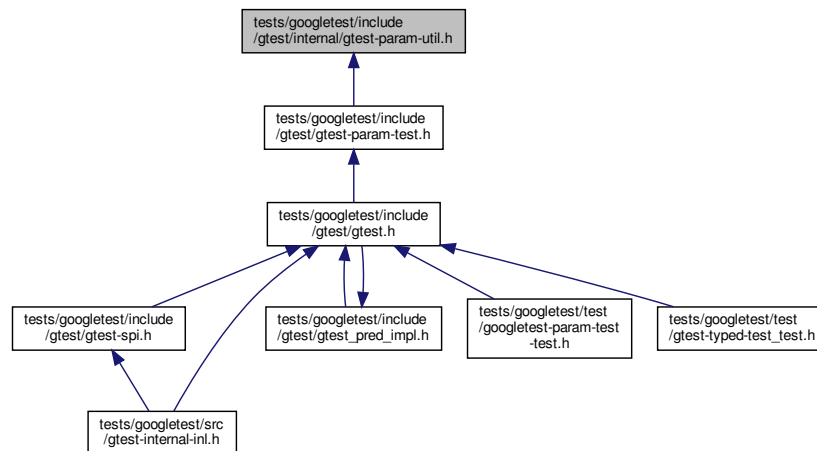 tests/googletest/include
/gtest/internal/gtest-param-util.h
tests/googletest/include
/gtest/gtest-param-test.h
tests/googletest/include
/gtest/gtest.h
tests/googletest/include
/gtest/gtest-spi.h
tests/googletest/include
/gtest/gtest_pred_impl.h
tests/googletest/test
/googletest-param-test
-test.h
tests/googletest/test
/gtest-typed-test_test.h
tests/googletest/src
/gtest-internal-inl.h